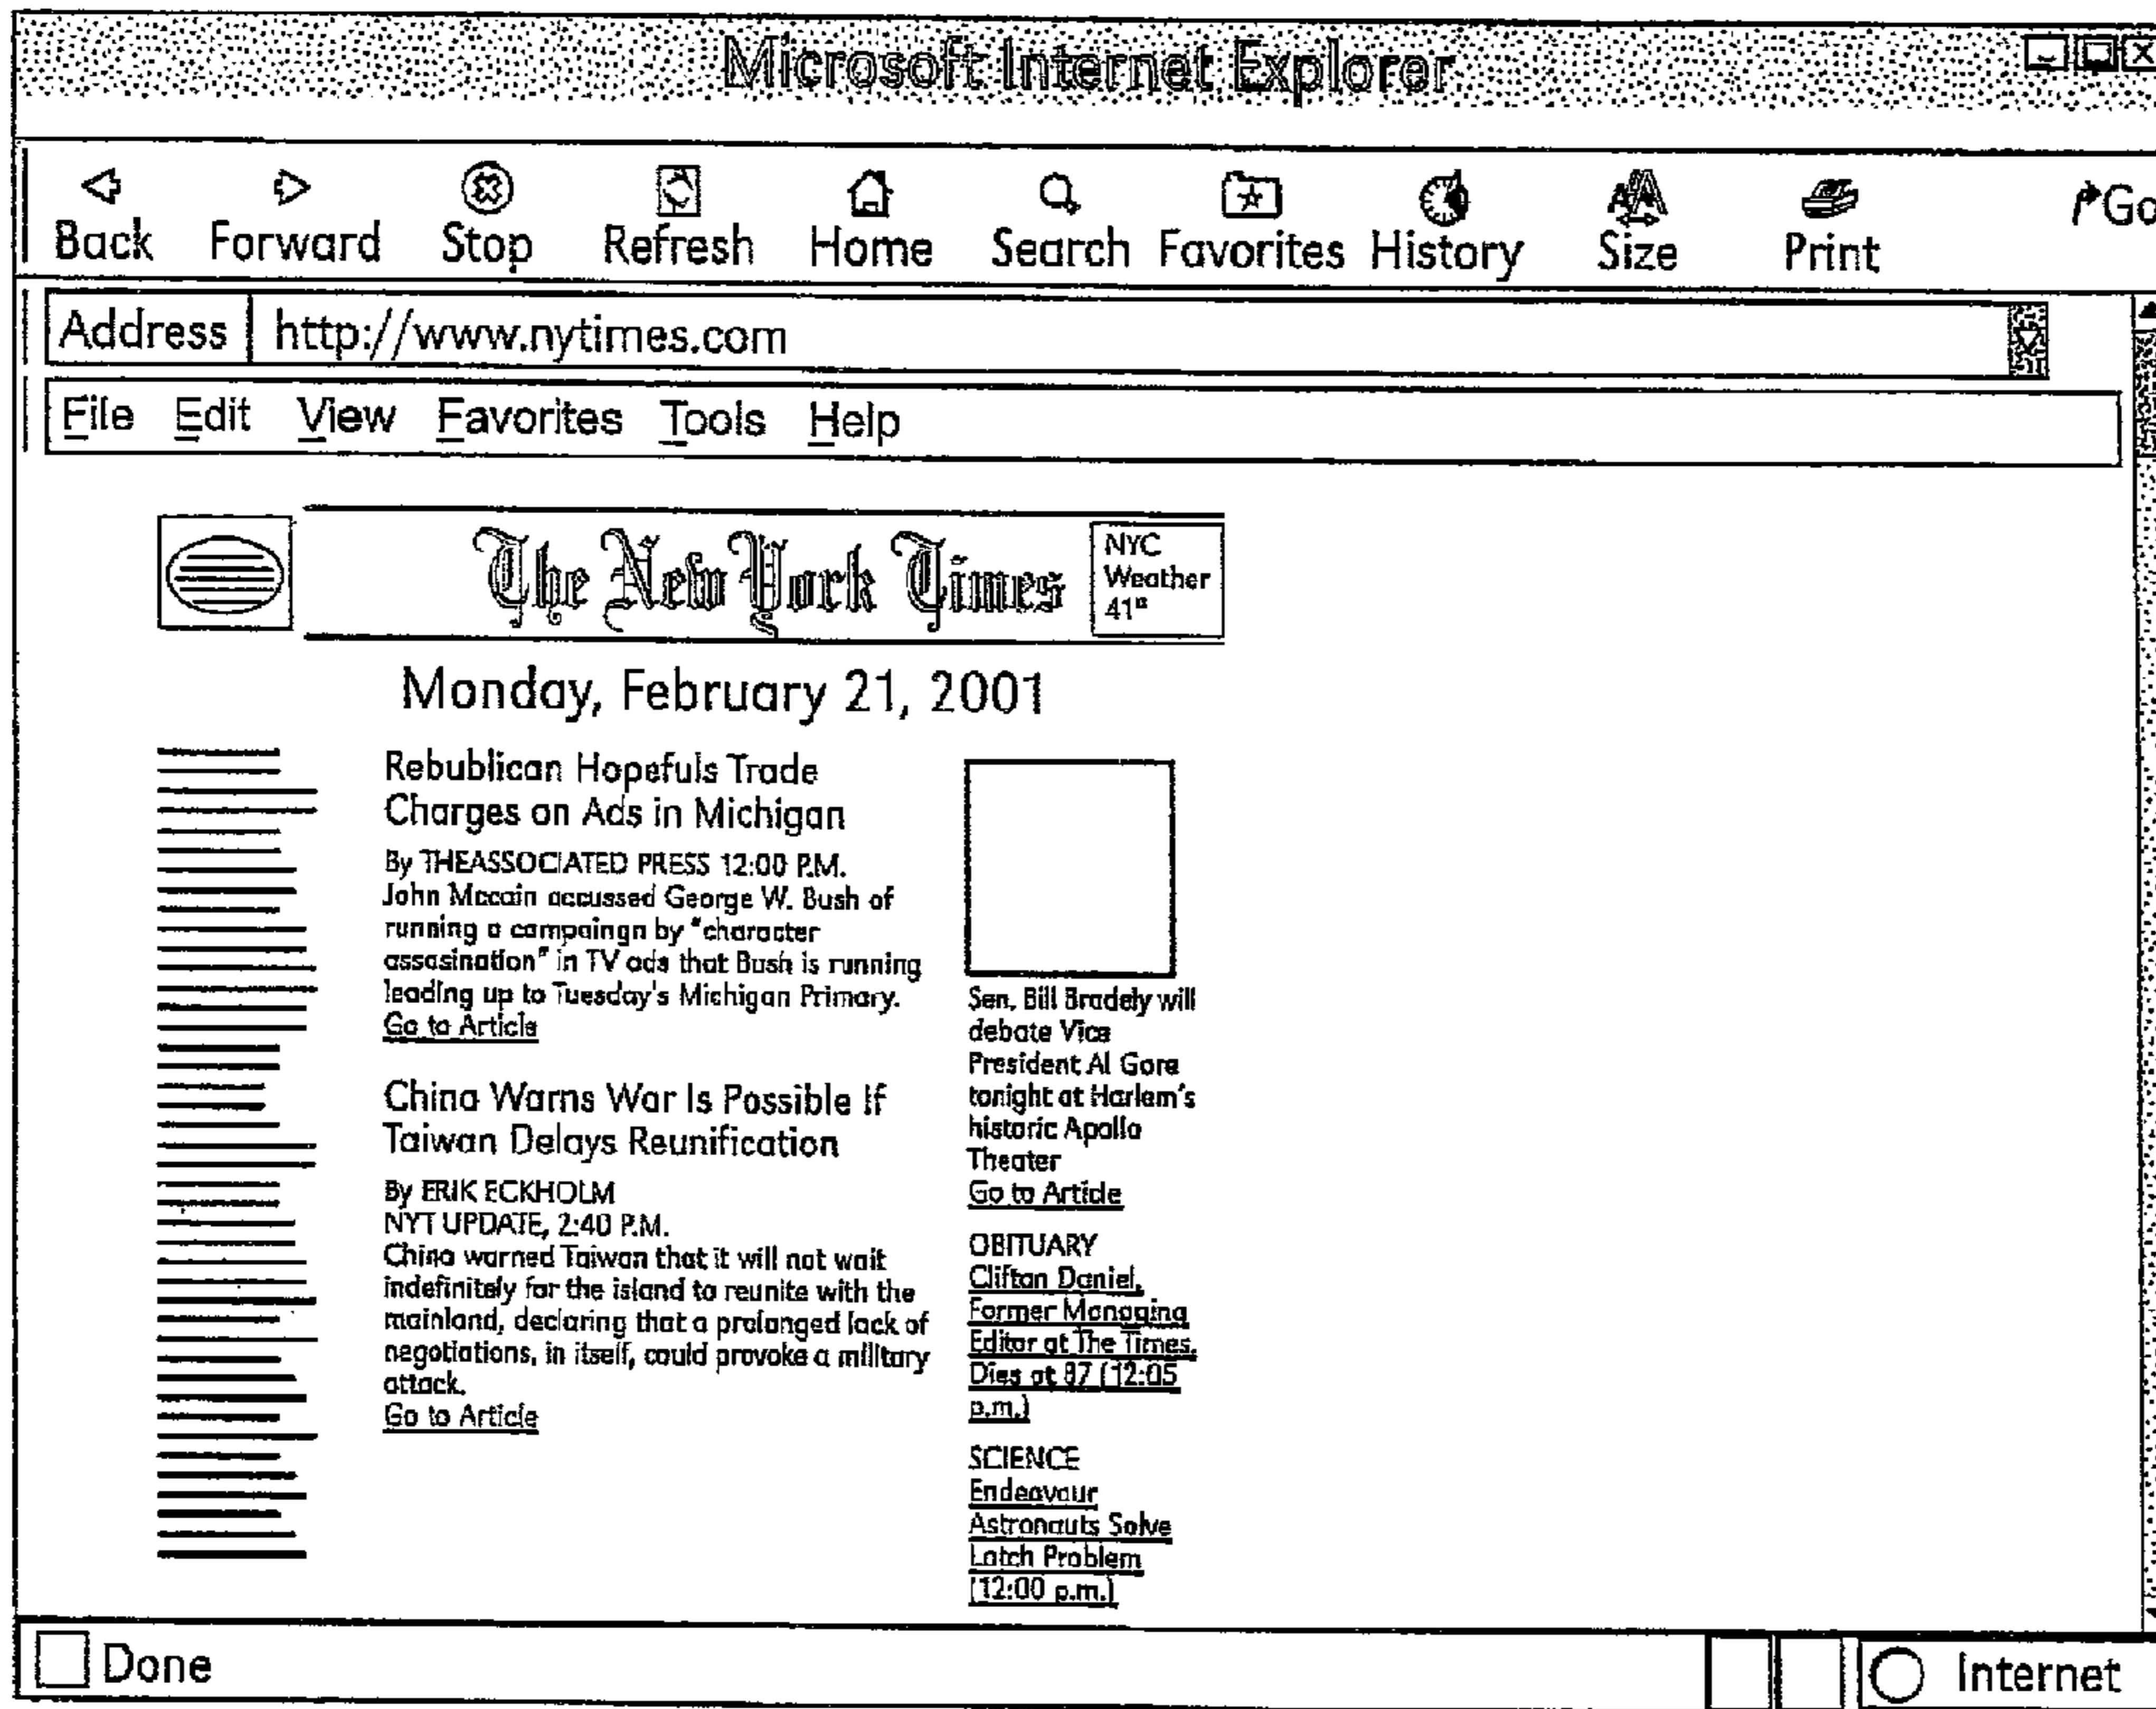 Microsoft Internet Explorer
Back Forward Stop Refresh Home Search Favorites History Size Print Go
Address http://www.nytimes.com
File Edit View Favorites Tools Help
The New York Times
NYC
Weather
41°
Monday, February 21, 2001
Rebublican Hopefuls Trade
Charges on Ads in Michigan
By THEASSOCIATED PRESS 12:00 P.M.
John Mccain accussed George W. Bush of
running a campaingn by "character
assasination" in TV ads that Bush is running
leading up to Tuesday's Michigan Primary.
Go to Article
China Warns War Is Possible If
Taiwan Delays Reunification
By ERIK ECKHOLM
NYT UPDATE, 2:40 P.M.
China warned Taiwan that it will not wait
indefinitely for the island to reunite with the
mainland, declaring that a prolonged lack of
negotiations, in itself, could provoke a military
attack.
Go to Article
Sen. Bill Bradely will
debate Vice
President Al Gore
tonight at Harlem's
historic Apollo
Theater
Go to Article
OBITUARY
Clifton Daniel,
Former Managing
Editor at The Times,
Dies at 87 (12:05
p.m.)
SCIENCE
Endeavour
Astronauts Solve
Latch Problem
(12:00 p.m.)
Done
Internet